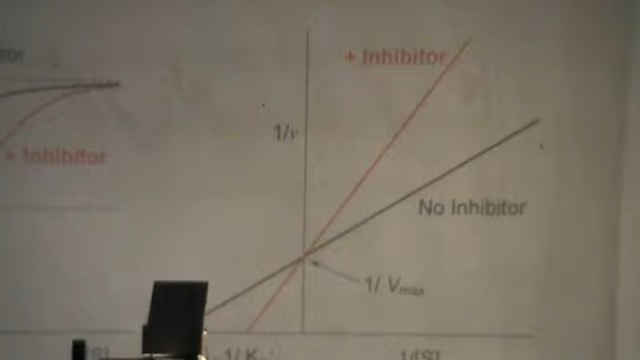 + Inhibitor
+ Inhibitor
1/v
No Inhibitor
1/ Vmax
1/[S]